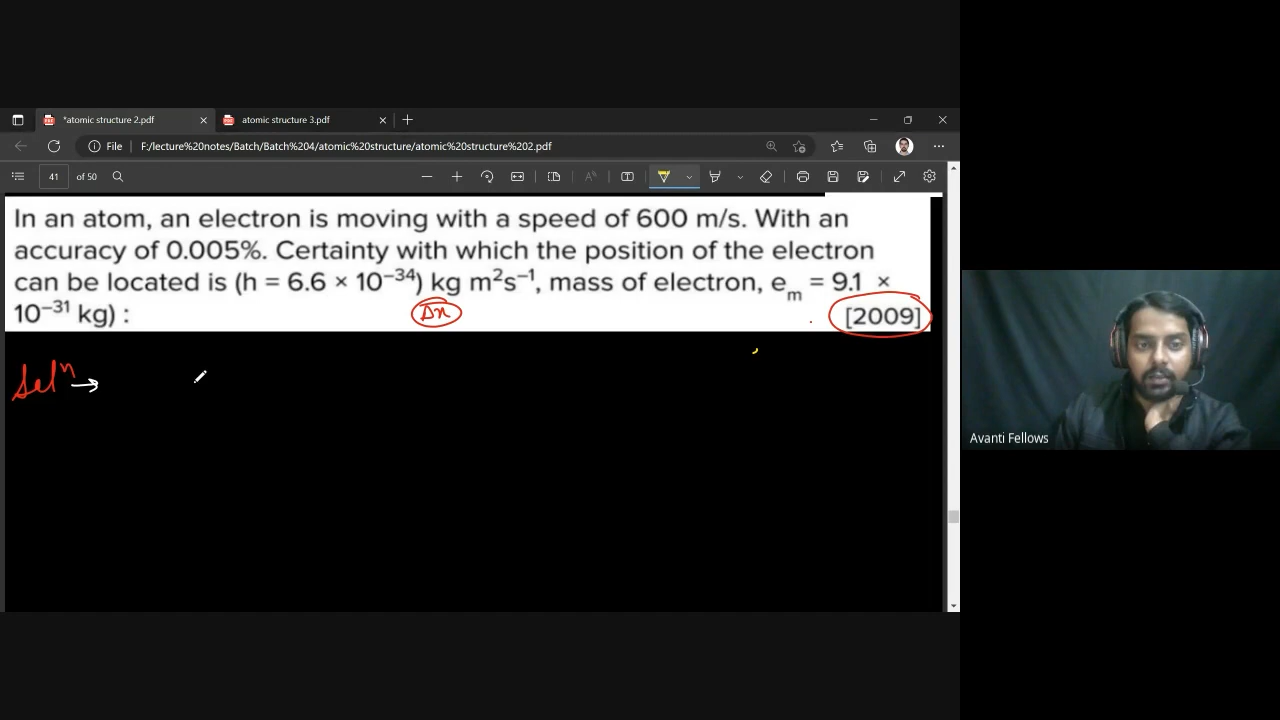 *atomic structure 2.pdf
atomic structure 3.pdf
File
F:/lecture%20notes/Batch/Batch%204/atomic%20structure/atomic%20structure%202.pdf
41 of 50
In an atom, an electron is moving with a speed of 600 m/s. With an
accuracy of 0.005%. Certainty with which the position of the electron
can be located is (h = 6.6 × 10⁻³⁴) kg m²s⁻¹, mass of electron, eₘ = 9.1 ×
10⁻³¹ kg) : Δx [2009]
Solⁿ →
Avanti Fellows